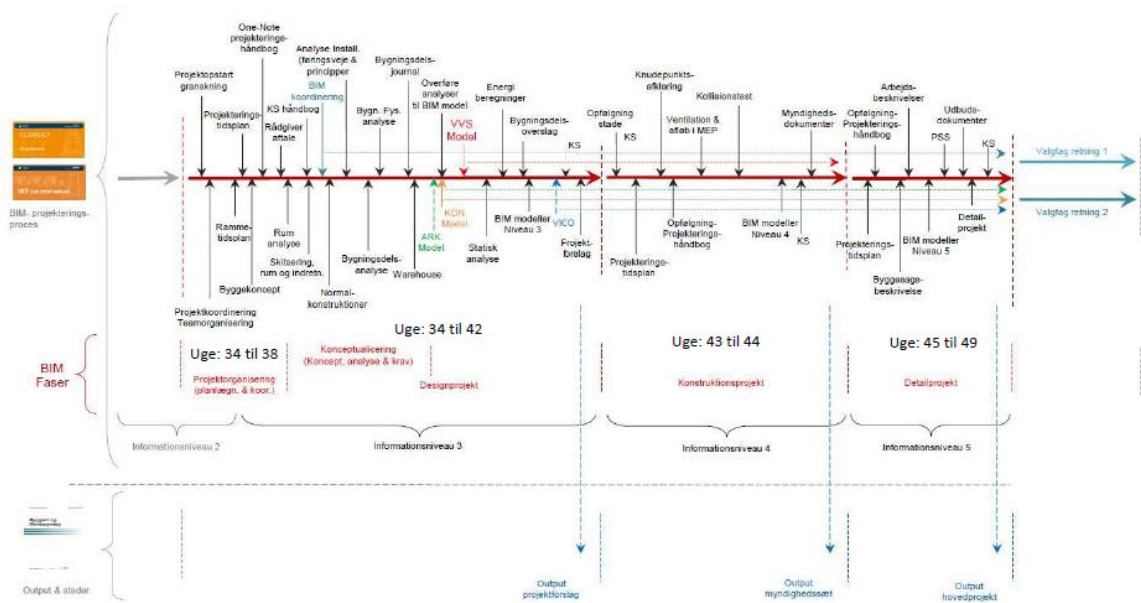 One-Note
projekterings-
håndbog
Analyse Install.
(føringsveje &
principper
BIM
koordinering
Projektopstart
granskning
Projekterings-
tidsplan
KS håndbog
Rådgiver
aftale
Bygn. Fys.
analyse
Bygningdels-
journal
Overføre
analyser
til BIM model
VVS
Model
Energi
beregninger
Bygningdels-
overslag
KS
Opfølgning
stade
KS
Knudepunkts-
afklaring
Ventilation &
afløb i MEP
Kollisionstest
Myndigheds-
dokumenter
Opfølgning-
Projekterings-
håndbog
Arbejds-
beskrivelser
PSS
Udbuds-
dokumenter
KS
Valgfag retning 1
Valgfag retning 2
BIM- projekterings-
proces
Ramme-
tidsplan
Byggekoncept
Projektkoordinering
Teamorganisering
Rum
analyse
Skitsering,
rum og indretn.
Normal-
konstruktioner
Bygningdels-
analyse
Warehouse
ARK
Model
KON
Model
Statisk
analyse
BIM modeller
Niveau 3
VICO
Projekt-
forslag
Projekterings-
tidsplan
Opfølgning-
Projekterings-
håndbog
BIM modeller
Niveau 4
KS
Projekterings-
tidsplan
Byggesags-
beskrivelse
BIM modeller
Niveau 5
Detail-
projekt
BIM
Faser
Uge: 34 til 38
Uge: 34 til 42
Uge: 43 til 44
Uge: 45 til 49
Projektorganisering
(planlægn. & koor.)
Konceptualicering
(Koncept, analyse & krav)
Designprojekt
Konstruktionsprojekt
Detailprojekt
Informationsniveau 2
Informationsniveau 3
Informationsniveau 4
Informationsniveau 5
Output & stader
Output
projektforslag
Output
myndighedssæt
Output
hovedprojekt